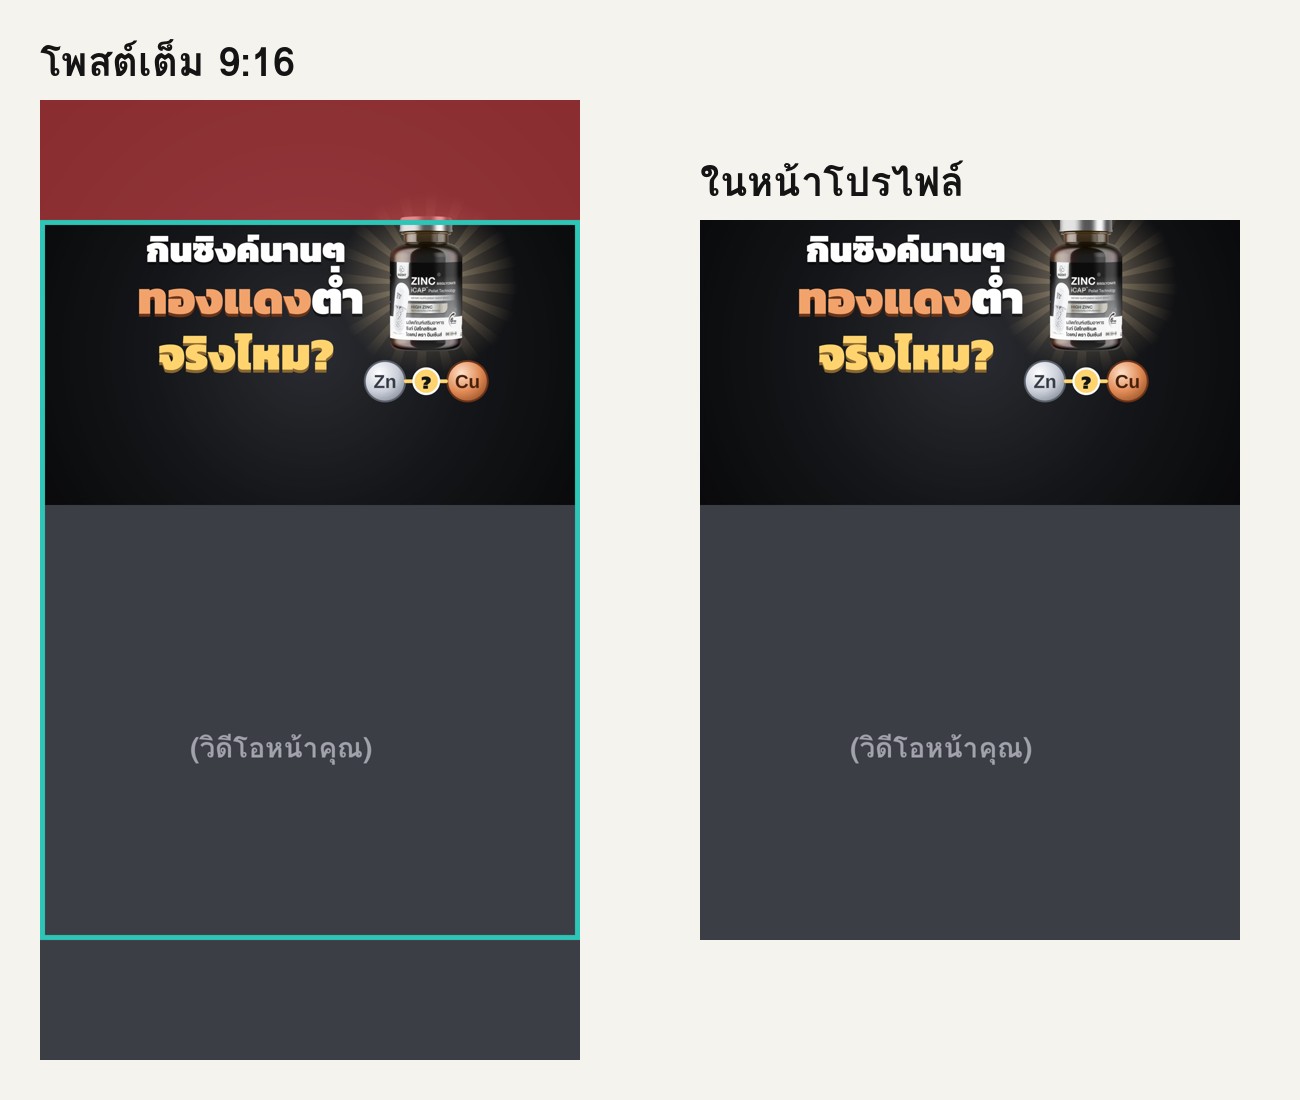 โพสต์เต็ม 9:16
กินซิงค์นานๆ
ทองแดงต่ำ
จริงไหม?
ZINC
HIGH ZINC
Zn ? Cu
(วิดีโอหน้าคุณ)
ในหน้าโปรไฟล์
กินซิงค์นานๆ
ทองแดงต่ำ
จริงไหม?
ZINC
HIGH ZINC
Zn ? Cu
(วิดีโอหน้าคุณ)